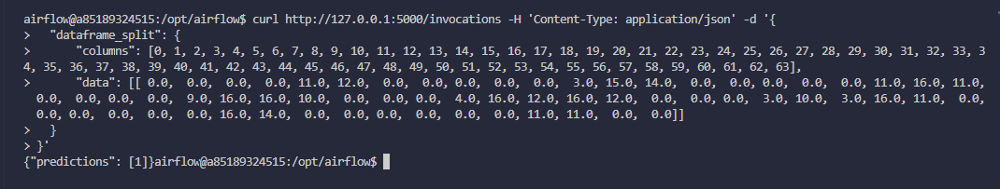 airflow@a85189324515:/opt/airflow$ curl http://127.0.0.1:5000/invocations -H 'Content-Type: application/json' -d '{
>   "dataframe_split": {
>       "columns": [0, 1, 2, 3, 4, 5, 6, 7, 8, 9, 10, 11, 12, 13, 14, 15, 16, 17, 18, 19, 20, 21, 22, 23, 24, 25, 26, 27, 28, 29, 30, 31, 32, 33, 3
4, 35, 36, 37, 38, 39, 40, 41, 42, 43, 44, 45, 46, 47, 48, 49, 50, 51, 52, 53, 54, 55, 56, 57, 58, 59, 60, 61, 62, 63],
>       "data": [[ 0.0,  0.0,  0.0,  0.0, 11.0, 12.0,  0.0,  0.0,  0.0, 0.0,  0.0,  3.0, 15.0, 14.0,  0.0,  0.0,  0.0,  0.0,  0.0, 11.0, 16.0, 11.0,
  0.0,  0.0, 0.0,  0.0,  9.0, 16.0, 16.0, 10.0,  0.0,  0.0,  0.0,  4.0, 16.0, 12.0, 16.0, 12.0,  0.0,  0.0, 0.0,  3.0, 10.0,  3.0, 16.0, 11.0,  0.0,
  0.0, 0.0, 0.0,  0.0,  0.0, 16.0, 14.0,  0.0,  0.0, 0.0,  0.0,  0.0,  0.0, 11.0, 11.0,  0.0,  0.0]]
>   }
> }'
{"predictions": [1]}airflow@a85189324515:/opt/airflow$